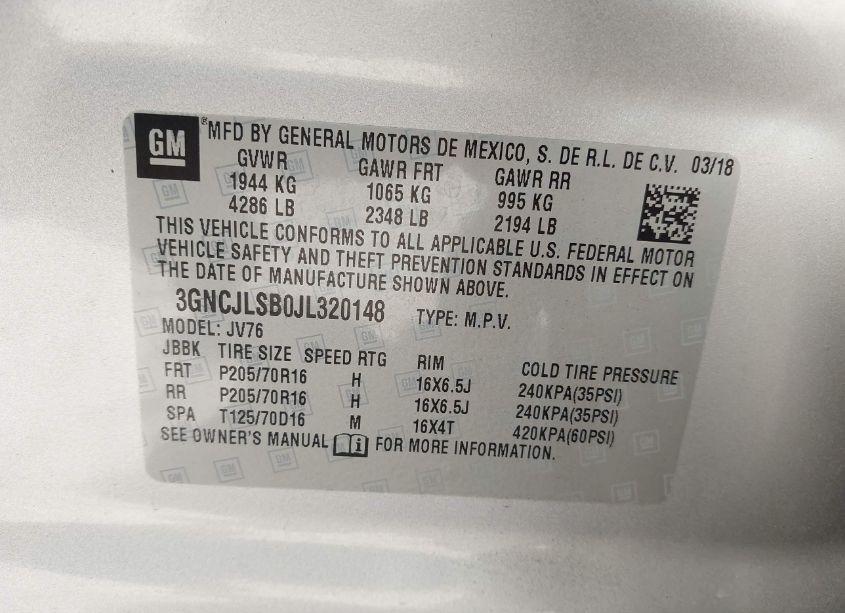 GM ®MFD BY GENERAL MOTORS DE MEXICO, S. DE R.L. DE C.V. 03/18
GVWR GAWR FRT GAWR RR
1944 KG 1065 KG 995 KG
4286 LB 2348 LB 2194 LB
THIS VEHICLE CONFORMS TO ALL APPLICABLE U.S. FEDERAL MOTOR
VEHICLE SAFETY AND THEFT PREVENTION STANDARDS IN EFFECT ON
THE DATE OF MANUFACTURE SHOWN ABOVE.
3GNCJLSB0JL320148 TYPE: M.P.V.
MODEL: JV76
JBBK TIRE SIZE SPEED RTG RIM COLD TIRE PRESSURE
FRT P205/70R16 H 16X6.5J 240KPA(35PSI)
RR P205/70R16 H 16X6.5J 240KPA(35PSI)
SPA T125/70D16 M 16X4T 420KPA(60PSI)
SEE OWNER'S MANUAL i FOR MORE INFORMATION.